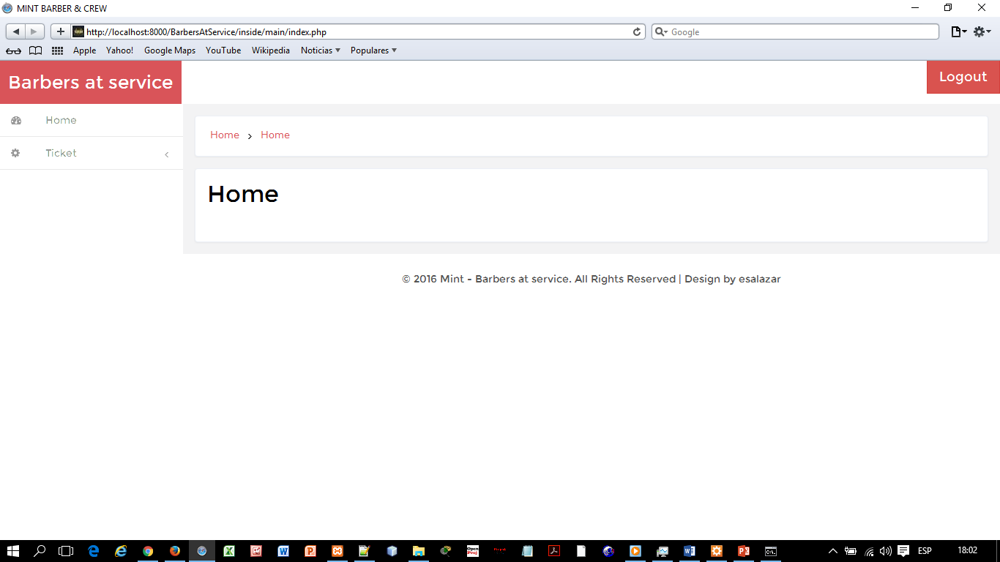 MINT BARBER & CREW
http://localhost:8000/BarbersAtService/inside/main/index.php
Google
Apple Yahoo! Google Maps YouTube Wikipedia Noticias Populares
Barbers at service
Logout
Home
Ticket
Home > Home
Home
© 2016 Mint - Barbers at service. All Rights Reserved | Design by esalazar
Open Proj
ESP
18:02